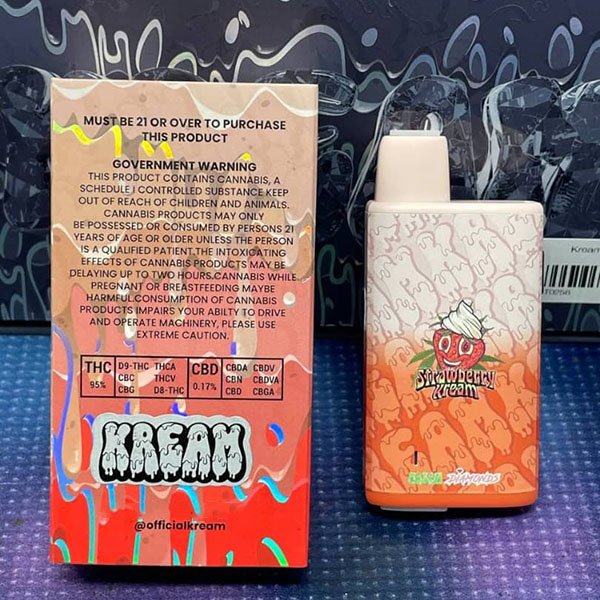 MUST BE 21 OR OVER TO PURCHASE
THIS PRODUCT
GOVERNMENT WARNING
THIS PRODUCT CONTAINS CANNABIS, A
SCHEDULE I CONTROLLED SUBSTANCE KEEP
OUT OF REACH OF CHILDREN AND ANIMALS.
CANNABIS PRODUCTS MAY ONLY
BE POSSESSED OR CONSUMED BY PERSONS 21
YEARS OF AGE OR OLDER UNLESS THE PERSON
IS A QUALIFIED PATIENT.THE INTOXICATING
EFFECTS OF CANNABIS PRODUCTS MAY BE
DELAYING UP TO TWO HOURS.CANNABIS WHILE
PREGNANT OR BREASTFEEDING MAYBE
HARMFUL.CONSUMPTION OF CANNABIS
PRODUCTS IMPAIRS YOUR ABILTY TO DRIVE
AND OPERATE MACHINERY, PLEASE USE
EXTREME CAUTION.
THC D9-THC THCA CBD CBDA CBDV
CBC THCV CBN CBDVA
95% CBG D8-THC 0.17% CBD CBGA
KREAM
@officialkream
Strawberry
Kream
KREAM DIAMONDS
Kream